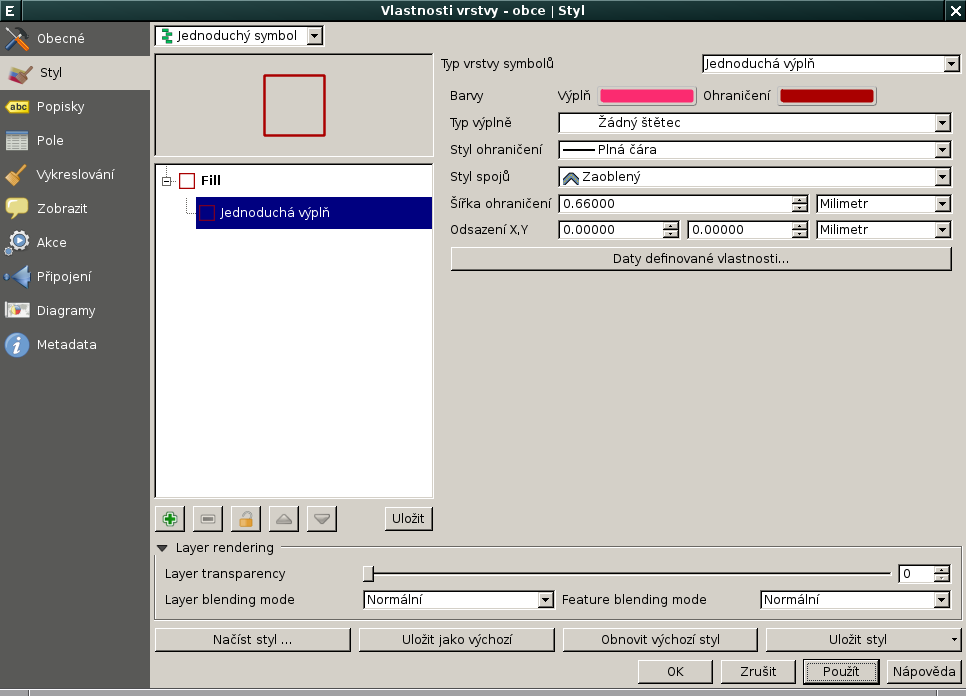 E
Vlastnosti vrstvy - obce | Styl
Obecné
Styl
abc Popisky
Pole
Vykreslování
Zobrazit
Akce
Připojení
Diagramy
i Metadata
Jednoduchý symbol
Fill
Jednoduchá výplň
Uložit
Typ vrstvy symbolů Jednoduchá výplň
Barvy Výplň Ohraničení
Typ výplně Žádný štětec
Styl ohraničení Plná čára
Styl spojů Zaoblený
Šířka ohraničení 0.66000 Milimetr
Odsazení X,Y 0.00000 0.00000 Milimetr
Daty definované vlastnosti...
Layer rendering
Layer transparency 0
Layer blending mode Normální Feature blending mode Normální
Načíst styl ... Uložit jako výchozí Obnovit výchozí styl Uložit styl
OK Zrušit Použít Nápověda